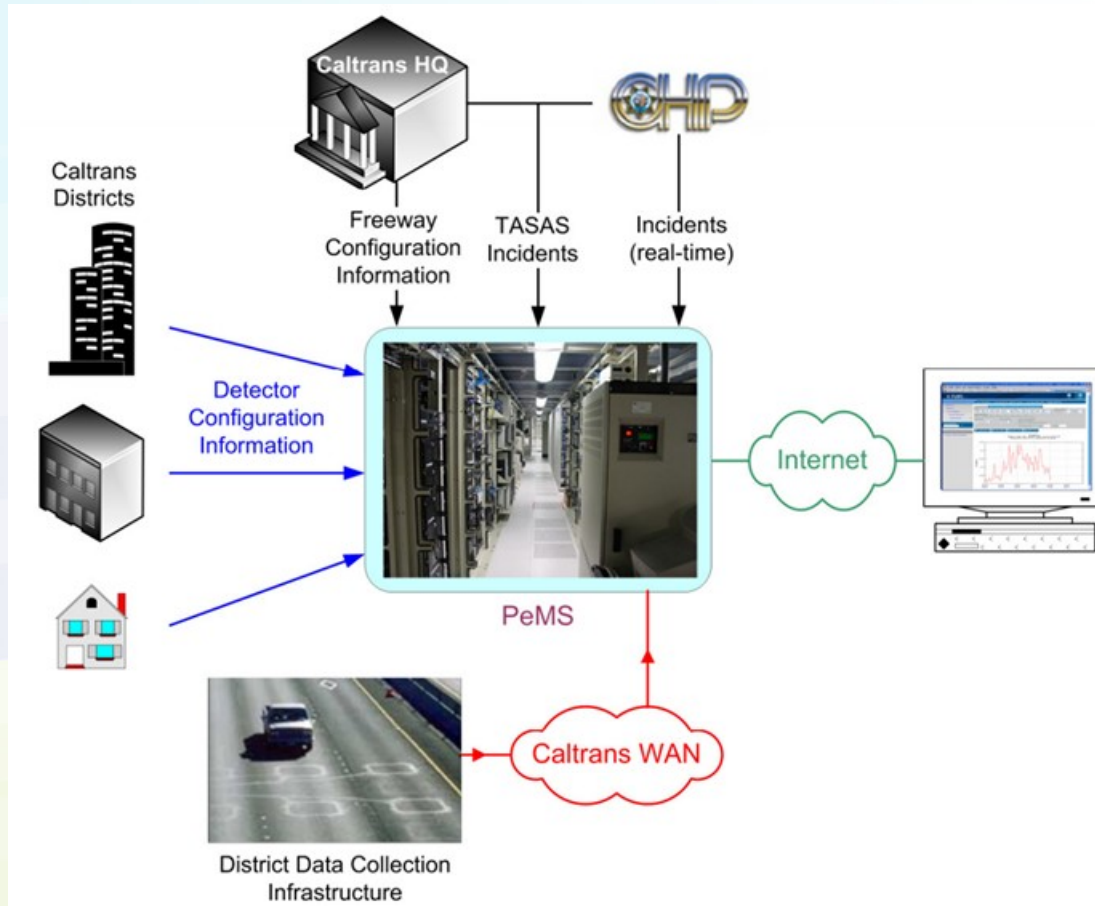 Caltrans HQ
CHP
Caltrans
Districts
Freeway
Configuration
Information
TASAS
Incidents
Incidents
(real-time)
Detector
Configuration
Information
Internet
PeMS
Caltrans WAN
District Data Collection
Infrastructure